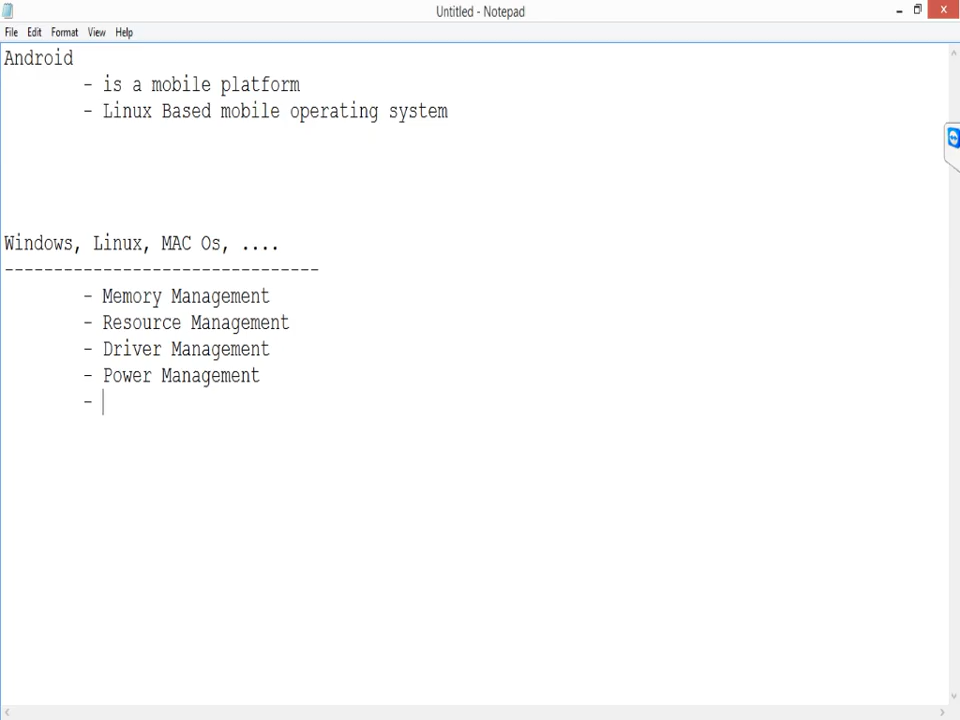 Untitled - Notepad
File Edit Format View Help
Android
- is a mobile platform
- Linux Based mobile operating system
Windows, Linux, MAC Os, ....
--------------------------------
- Memory Management
- Resource Management
- Driver Management
- Power Management
-